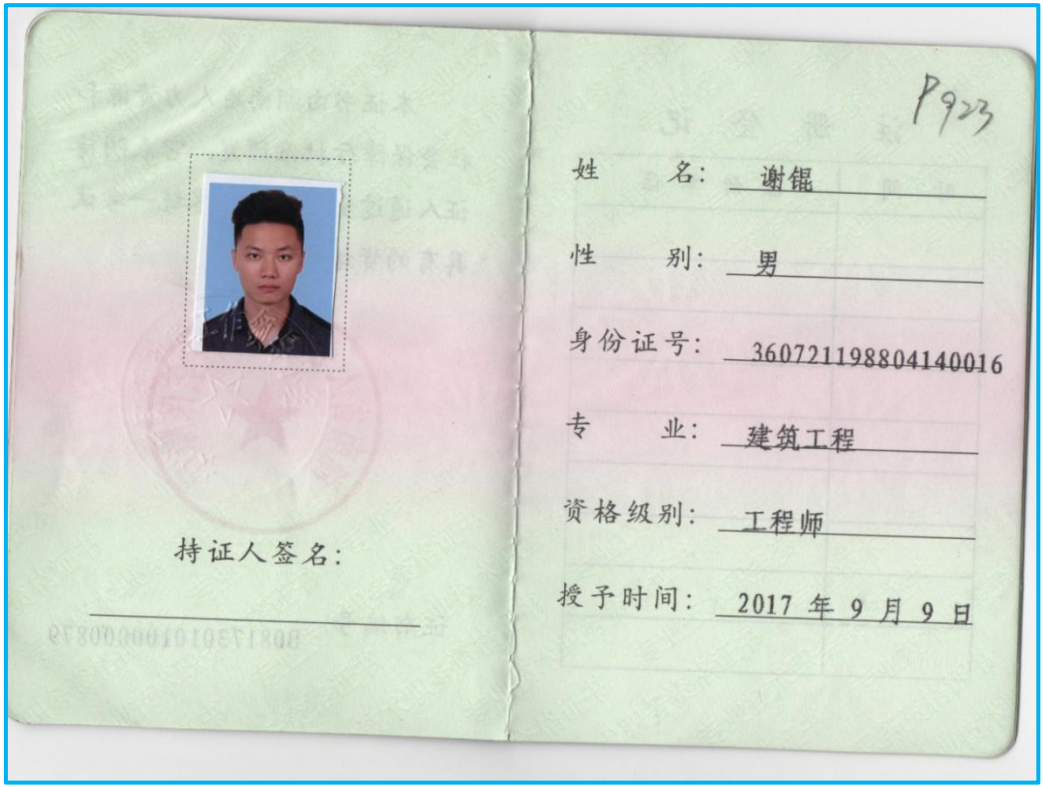 持证人签名：
P923
姓 名： 谢锟
性 别： 男
身份证号： 360721198804140016
专 业： 建筑工程
资格级别： 工程师
授予时间： 2017 年 9 月 9 日